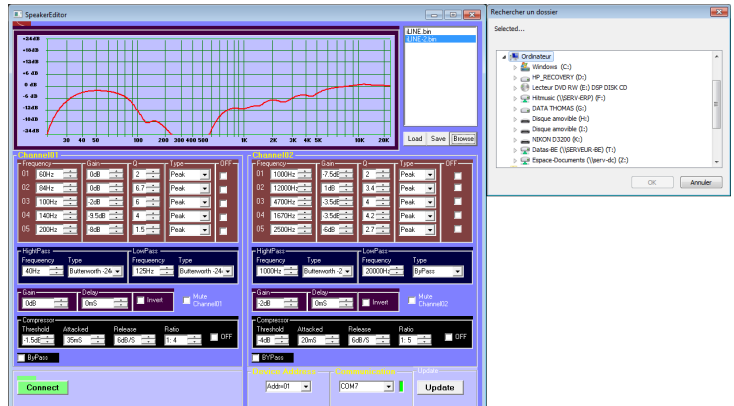 SpeakerEditor
iLINE.bin
iLINE-2.bin
+24dB
+18dB
+12dB
+6 dB
0 dB
-6 dB
-12dB
-18dB
-24dB
30 40 50 100 200 300 400 500 1K 2K 3K 4K 5K 10K 20K
Load Save Browse
Channel01
Frequency Gain Q Type OFF
01 60Hz 0dB 2 Peak
02 84Hz 0dB 6.7 Peak
03 100Hz -2dB 6 Peak
04 140Hz -9.5dB 4 Peak
05 200Hz -8dB 1.5 Peak
HightPass LowPass
Frequeency Type Frequeency Type
40Hz Butterworth -24 125Hz Butterworth -24
Gain Delay
0dB 0mS Invert Mute Channel01
Compressor
Threshold Attacked Release Ratio
-1.5dB 35mS 6dB/S 1: 4 OFF
ByPass
Connect
Channel02
Frequency Gain Q Type OFF
01 1000Hz -7.5dB 2 Peak
02 12000Hz 1dB 3.4 Peak
03 4700Hz -3.5dB 4 Peak
04 1670Hz -3.5dB 4.2 Peak
05 2500Hz -6dB 2.7 Peak
HightPass LowPass
Frequeency Type Frequeency Type
1000Hz Butterworth -2 20000Hz ByPass
Gain Delay
-2dB 0mS Invert Mute Channel02
Compressor
Threshold Attacked Release Ratio
-4dB 20mS 6dB/S 1: 5 OFF
BYPass
Device Address Communication Update
Addr=01 COM7 Update
Rechercher un dossier
Selected...
Ordinateur
Windows (C:)
HP_RECOVERY (D:)
Lecteur DVD RW (E:) DSP DISK CD
Hitmusic (\\SERV-ERP) (F:)
DATA THOMAS (G:)
Disque amovible (H:)
Disque amovible (I:)
NIKON D3200 (K:)
Datas-BE (\\SERVEUR-BE) (T:)
Espace-Documents (\\perv-dc) (Z:)
OK Annuler